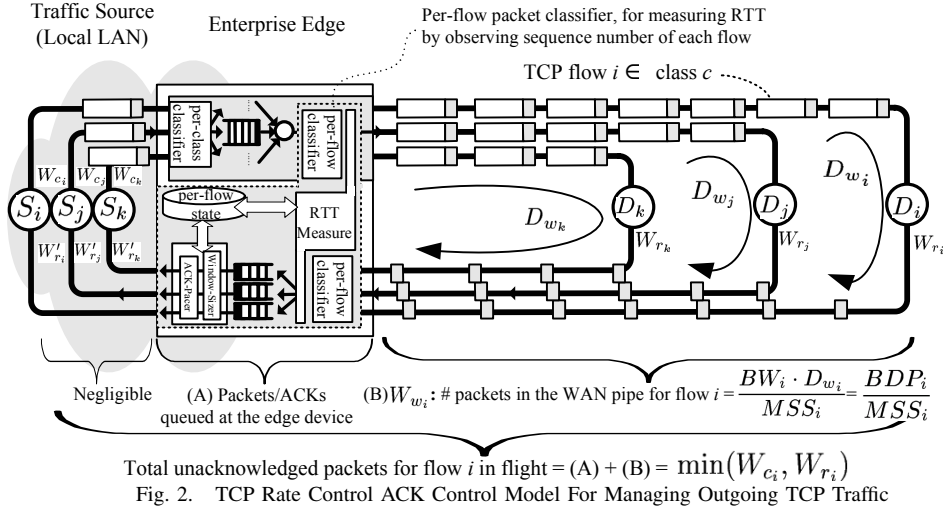 Traffic Source
(Local LAN)
Enterprise Edge
Per-flow packet classifier, for measuring RTT
by observing sequence number of each flow
TCP flow i ∈ class c
per-class
classifier
per-flow
classifier
W_{c_i}
W_{c_j}
W_{c_k}
S_i
S_j
S_k
W'_{r_i}
W'_{r_j}
W'_{r_k}
per-flow
state
RTT
Measure
ACK-Pacer
Window-Sizer
per-flow
classifier
D_{w_k}
D_k
W_{r_k}
D_{w_j}
D_j
W_{r_j}
D_{w_i}
D_i
W_{r_i}
Negligible
(A) Packets/ACKs
queued at the edge device
(B) W_{w_i}: # packets in the WAN pipe for flow i = \frac{BW_i · D_{w_i}}{MSS_i} = \frac{BDP_i}{MSS_i}
Total unacknowledged packets for flow i in flight = (A) + (B) = min(W_{c_i}, W_{r_i})
Fig. 2. TCP Rate Control ACK Control Model For Managing Outgoing TCP Traffic